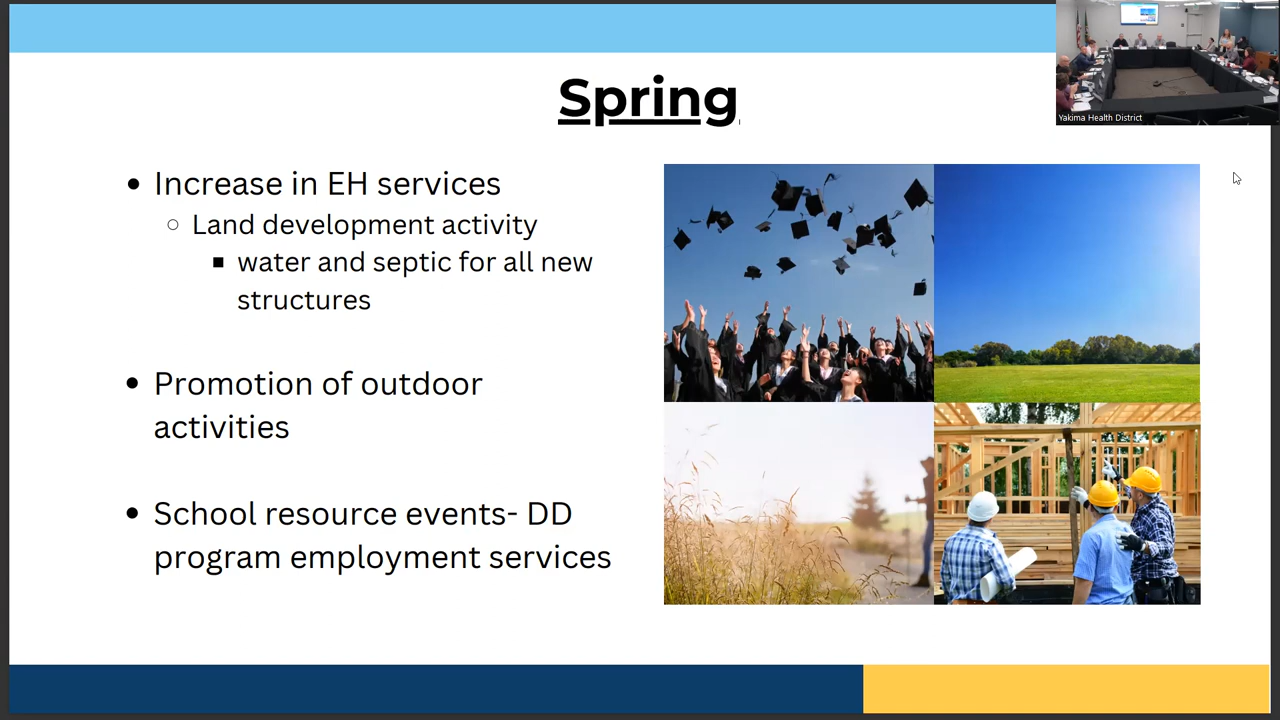 Spring
Yakima Health District
Increase in EH services
Land development activity
water and septic for all new
structures
Promotion of outdoor
activities
School resource events- DD
program employment services